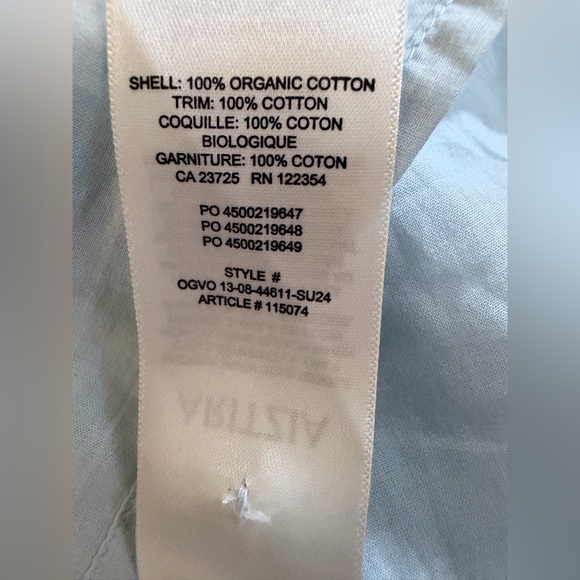 SHELL: 100% ORGANIC COTTON
TRIM: 100% COTTON
COQUILLE: 100% COTON
BIOLOGIQUE
GARNITURE: 100% COTON
CA 23725 RN 122354
PO 4500219647
PO 4500219648
PO 4500219649
STYLE #
OGVO 13-08-44611-SU24
ARTICLE # 115074
ARITZIA